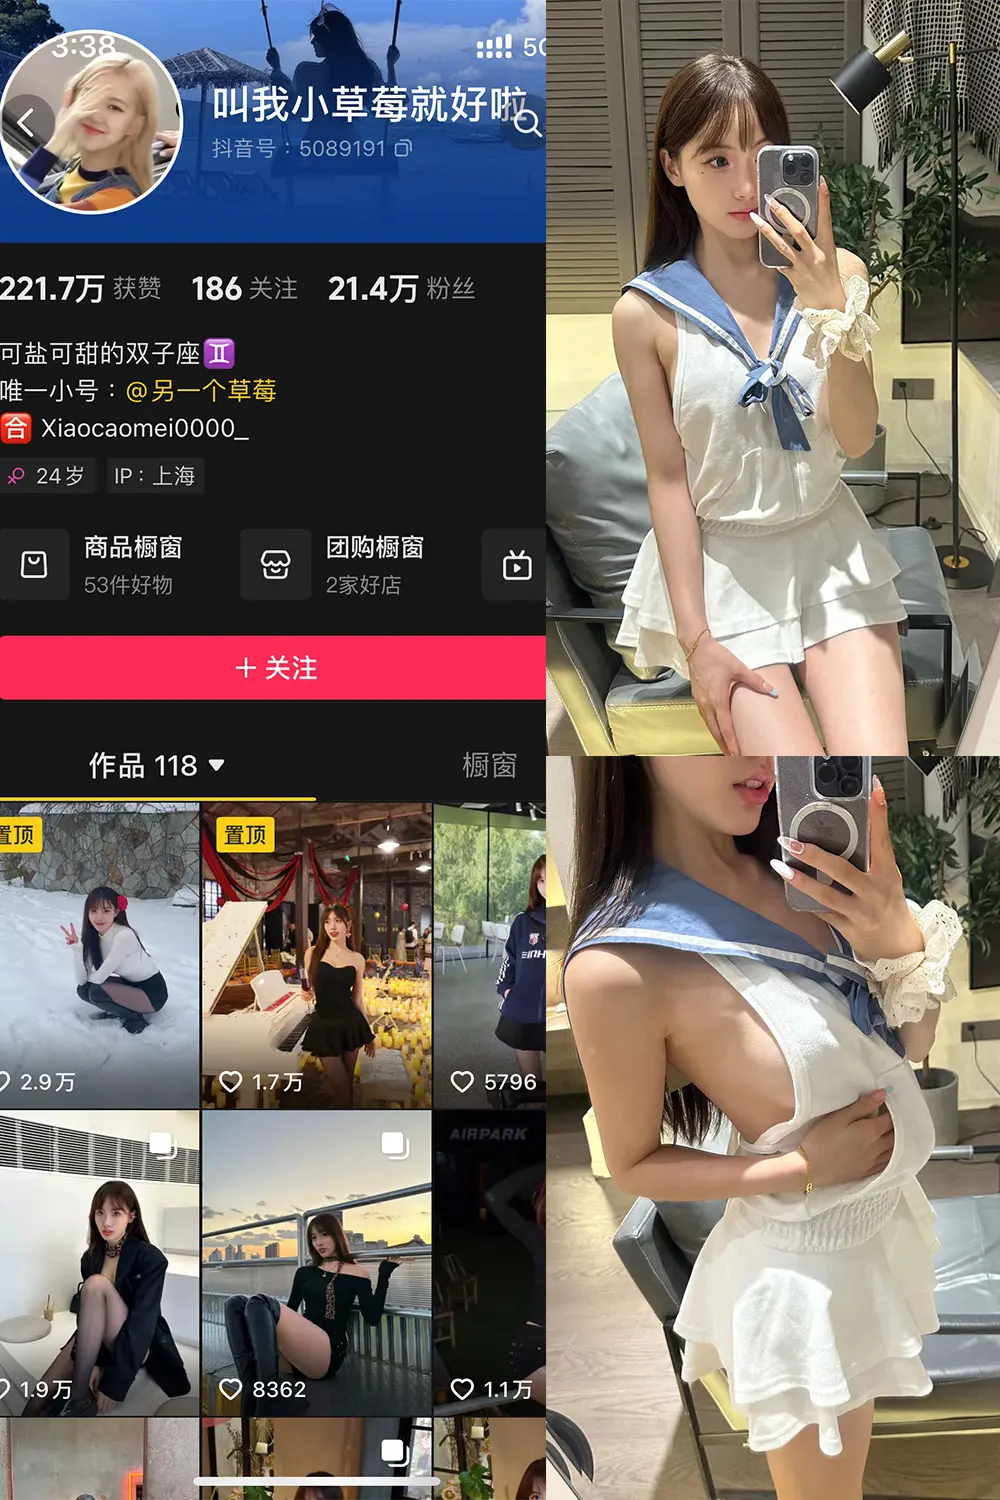 3:38
5G
叫我小草莓就好啦
抖音号：5089191
221.7万 获赞 186 关注 21.4万 粉丝
可盐可甜的双子座♊
唯一小号：@另一个草莓
合 Xiaocaomei0000_
24岁 IP：上海
商品橱窗 团购橱窗
53件好物 2家好店
+ 关注
作品 118 橱窗
置顶 置顶
2.9万 1.7万 5796
AIRPARK
1.9万 8362 1.1万